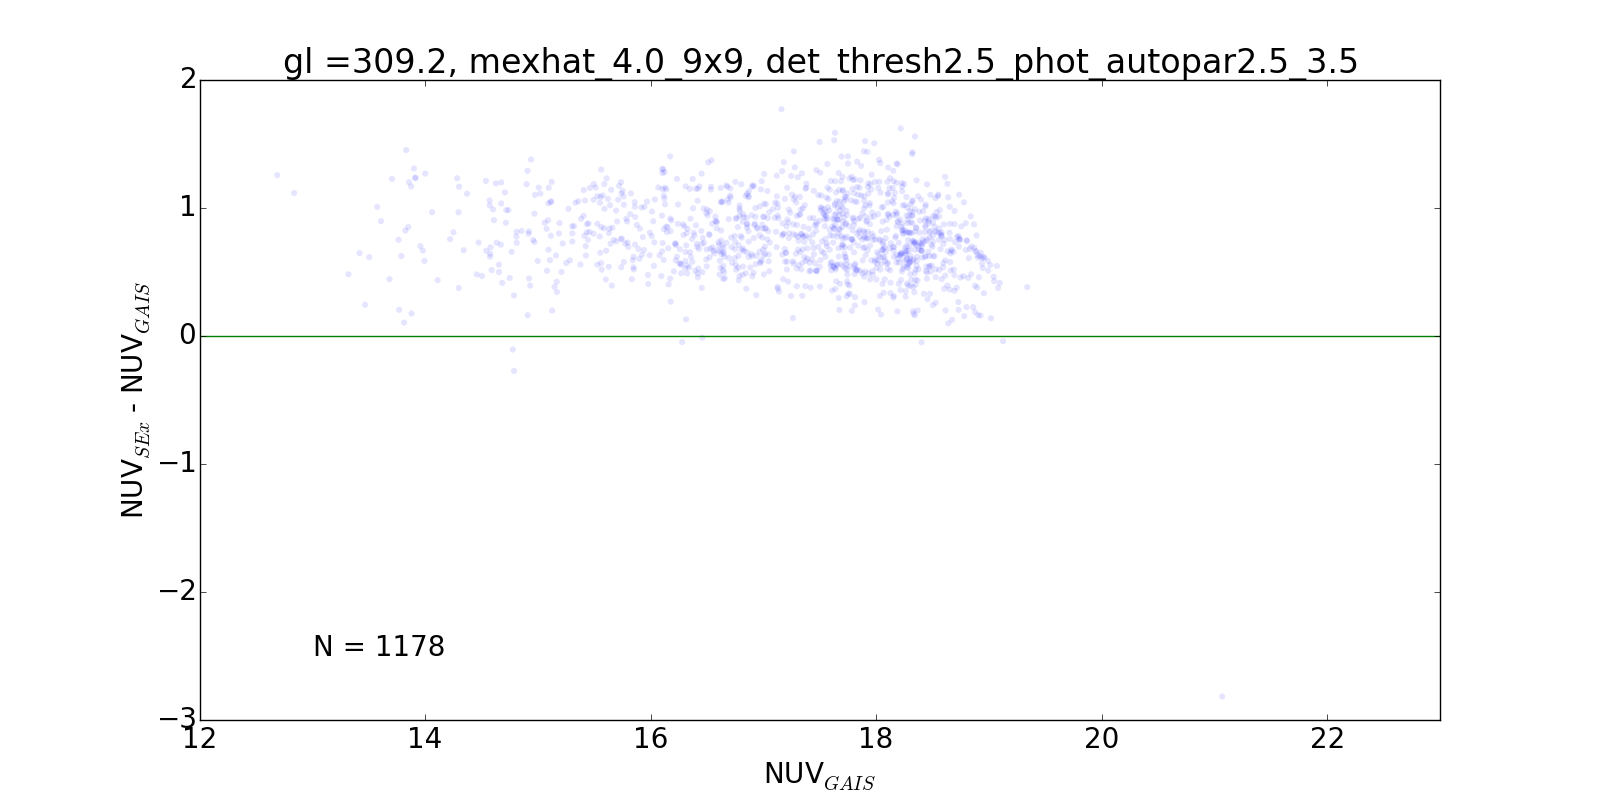 gl =309.2, mexhat_4.0_9x9, det_thresh2.5_phot_autopar2.5_3.5
2
1
0
−1
−2
−3
NUV_SEx - NUV_GAIS
N = 1178
12 14 16 18 20 22
NUV_GAIS